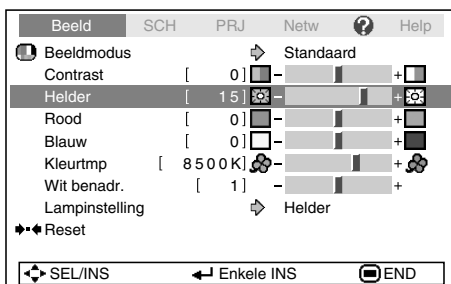 Beeld SCH PRJ Netw ? Help
Beeldmodus Standaard
Contrast [ 0] - +
Helder [ 15] - +
Rood [ 0] - +
Blauw [ 0] - +
Kleurtmp [ 8500K] - +
Wit benadr. [ 1] - +
Lampinstelling Helder
Reset
SEL/INS Enkele INS END